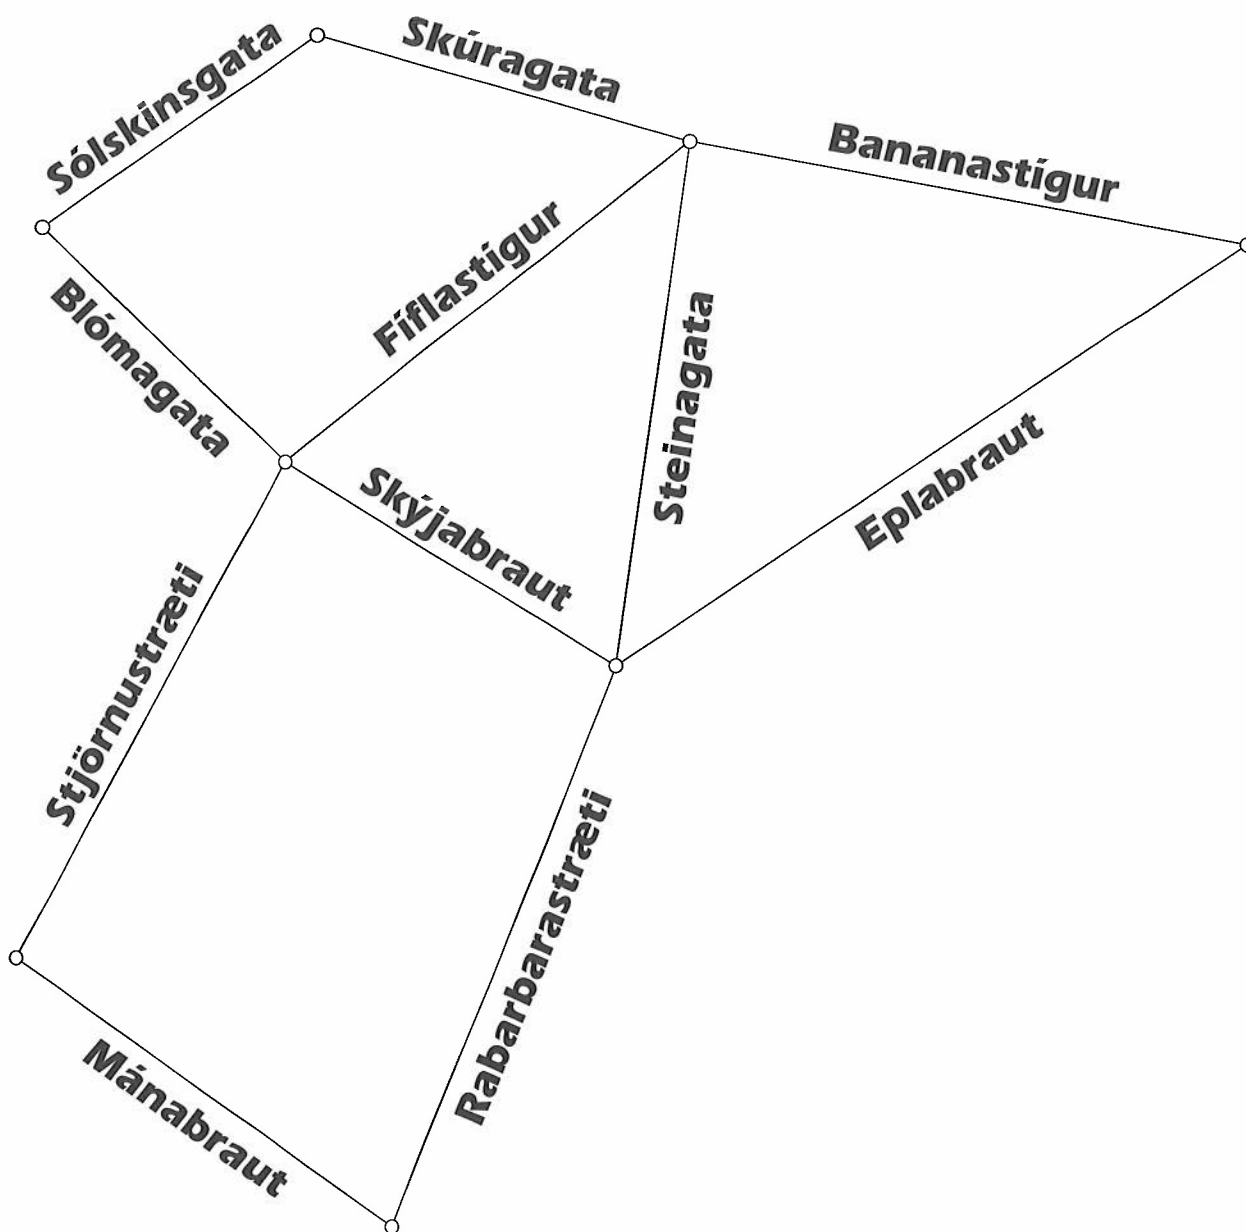 Sólskinsgata
Skúragata
Bananastígur
Blómagata
Fíflastígur
Steinagata
Eplabraut
Skýjabraut
Stjörnustræti
Rabarbarastræti
Mánabraut